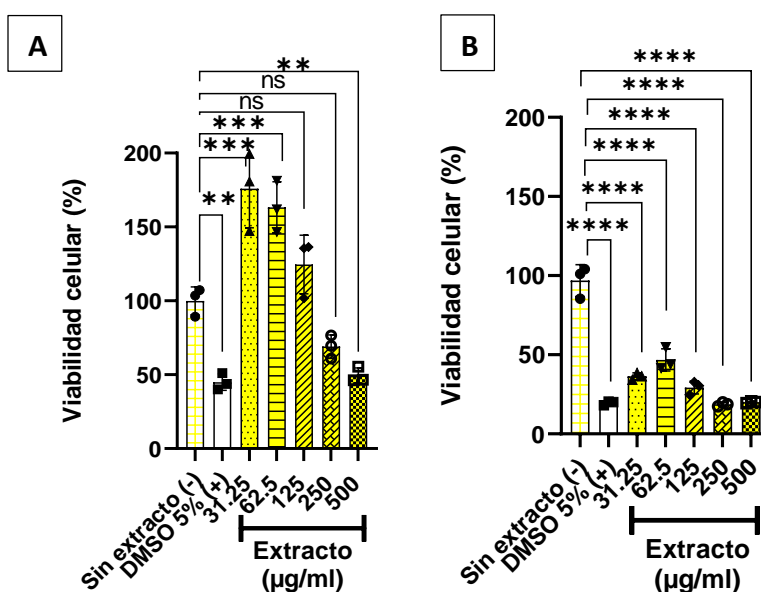 A
**
ns
ns
***
***
**
Viabilidad celular (%)
200
150
100
50
0
Sin extracto (-)
DMSO 5% (+)
31.25
62.5
125
250
500
Extracto
(µg/ml)
B
****
****
****
****
****
****
Viabilidad celular (%)
200
150
100
50
0
Sin extracto (-)
DMSO 5% (+)
31.25
62.5
125
250
500
Extracto
(µg/ml)